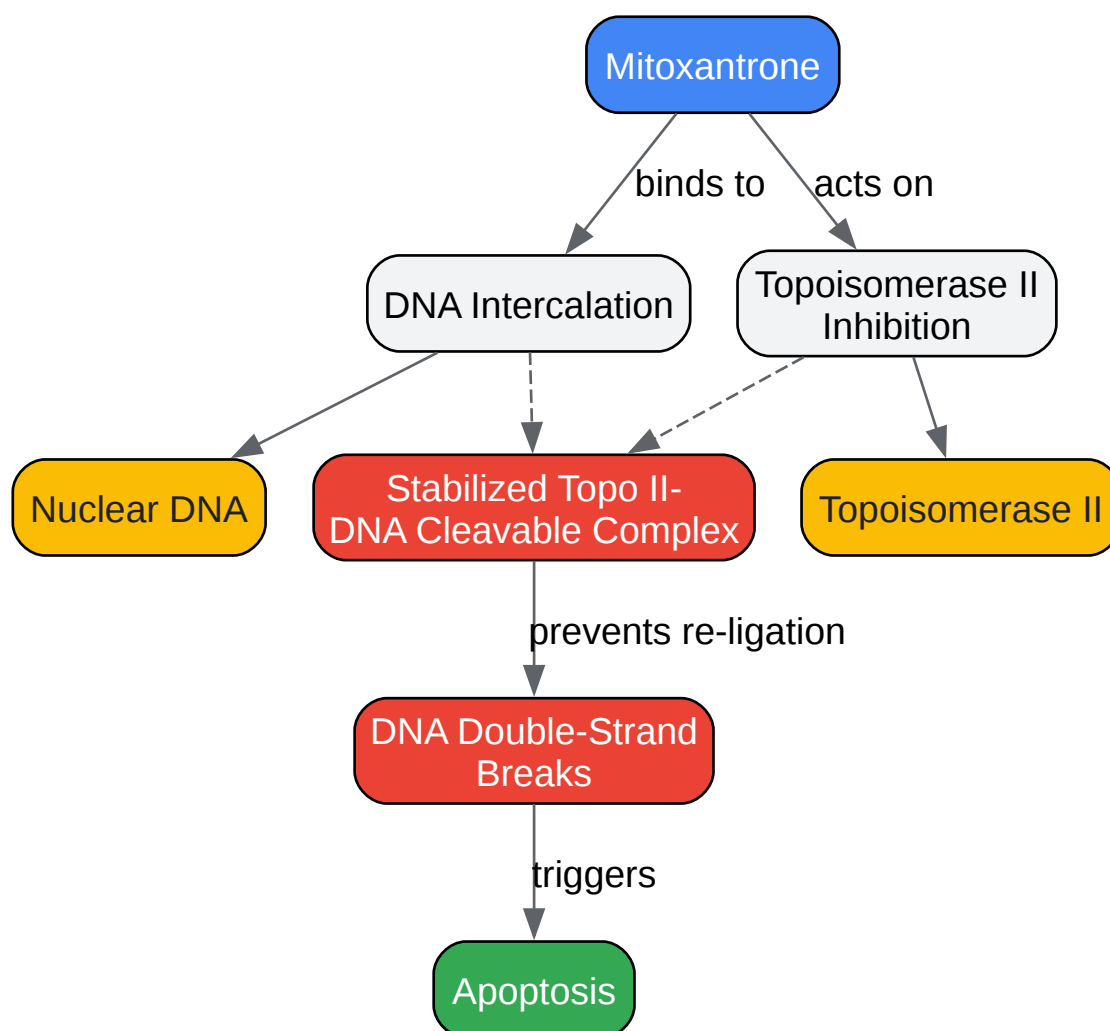 Mitoxantrone
binds to
acts on
DNA Intercalation
Topoisomerase II
Inhibition
Nuclear DNA
Stabilized Topo II-
DNA Cleavable Complex
Topoisomerase II
prevents re-ligation
DNA Double-Strand
Breaks
triggers
Apoptosis